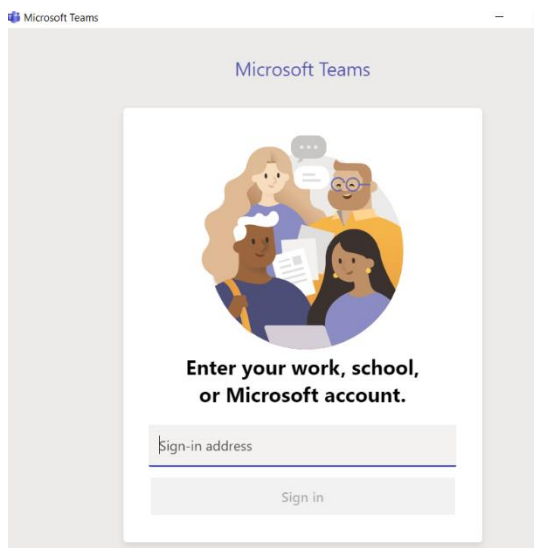 Microsoft Teams
Microsoft Teams
Enter your work, school,
or Microsoft account.
Sign-in address
Sign in